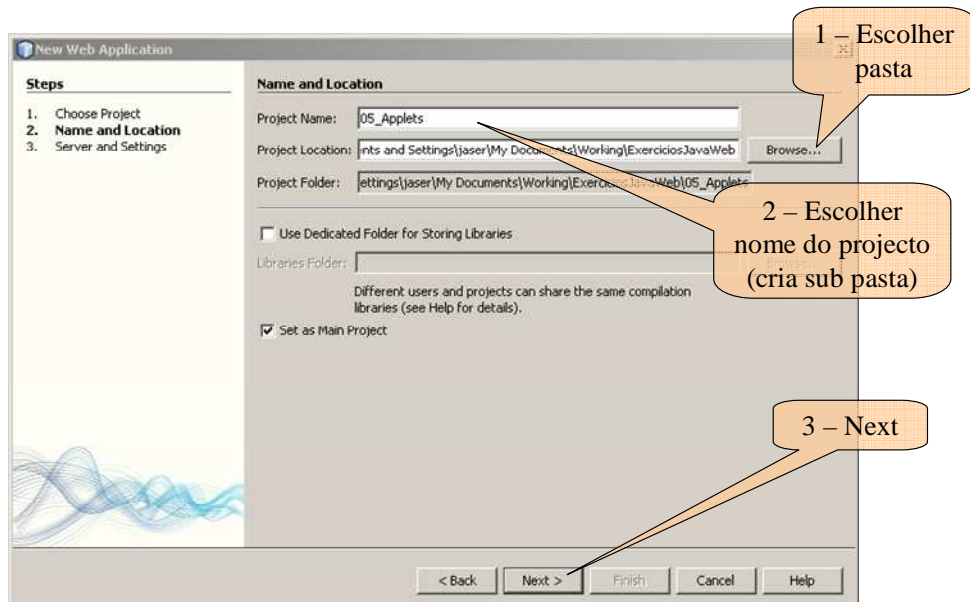 New Web Application
1 – Escolher
pasta
Steps
1. Choose Project
2. Name and Location
3. Server and Settings
Name and Location
Project Name: 05_Applets
Project Location: nts and Settings\jaser\My Documents\Working\ExerciciosJavaWeb Browse...
Project Folder: ettings\jaser\My Documents\Working\ExerciciosJavaWeb\05_Applets
2 – Escolher
nome do projecto
(cria sub pasta)
Use Dedicated Folder for Storing Libraries
Libraries Folder:
Different users and projects can share the same compilation
libraries (see Help for details).
Set as Main Project
3 – Next
< Back Next > Finish Cancel Help